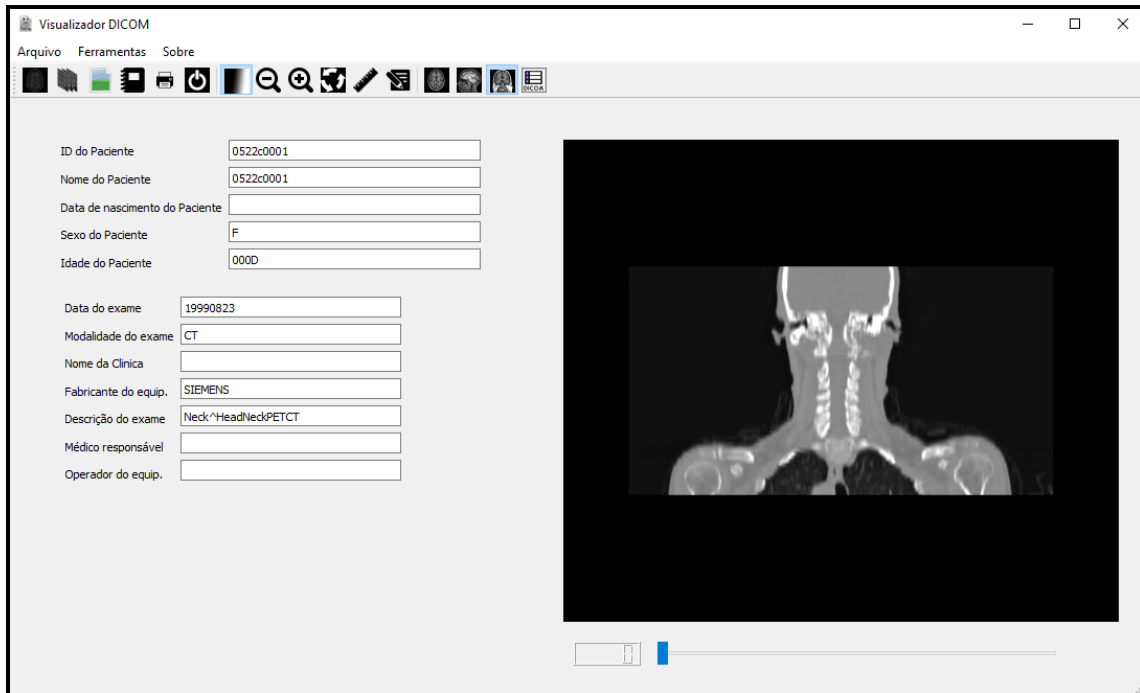 Visualizador DICOM
Arquivo Ferramentas Sobre
DICOM
ID do Paciente 0522c0001
Nome do Paciente 0522c0001
Data de nascimento do Paciente
Sexo do Paciente F
Idade do Paciente 000D
Data do exame 19990823
Modalidade do exame CT
Nome da Clinica
Fabricante do equip. SIEMENS
Descrição do exame Neck^HeadNeckPETCT
Médico responsável
Operador do equip.
0